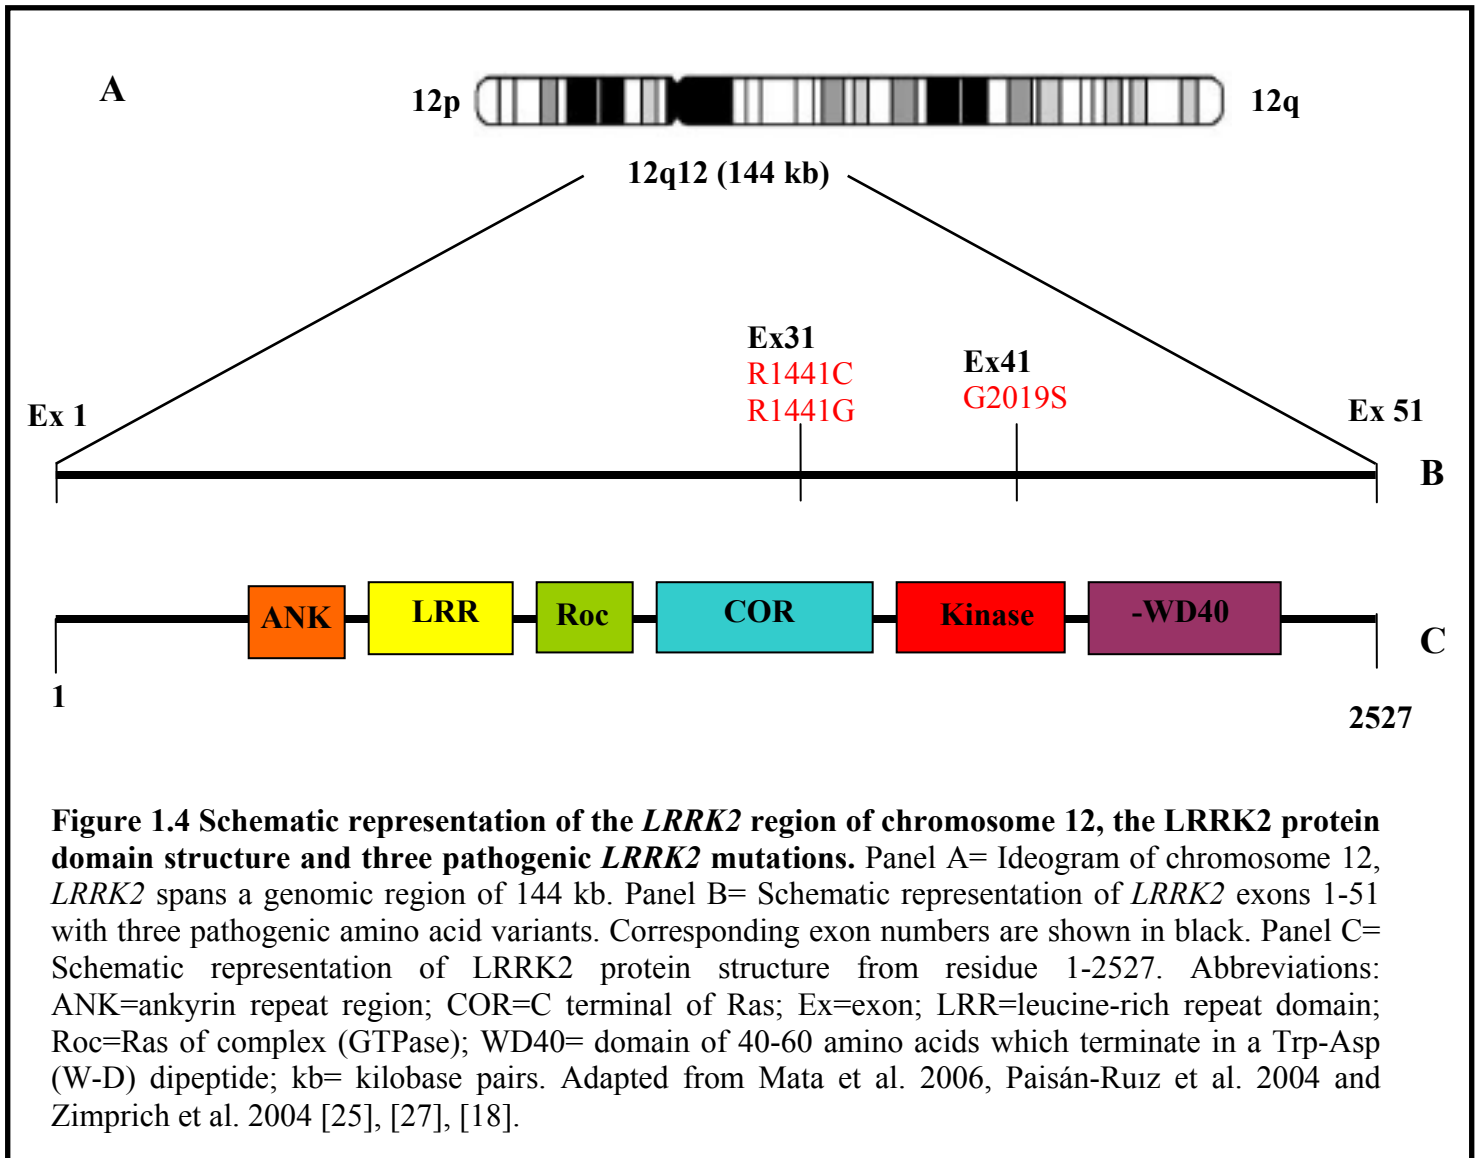 A
12p
12q
12q12 (144 kb)
Ex31
R1441C
R1441G
Ex41
G2019S
Ex 1
Ex 51
B
ANK
LRR
Roc
COR
Kinase
-WD40
C
1
2527
Figure 1.4 Schematic representation of the LRRK2 region of chromosome 12, the LRRK2 protein
domain structure and three pathogenic LRRK2 mutations. Panel A= Ideogram of chromosome 12,
LRRK2 spans a genomic region of 144 kb. Panel B= Schematic representation of LRRK2 exons 1-51
with three pathogenic amino acid variants. Corresponding exon numbers are shown in black. Panel C=
Schematic representation of LRRK2 protein structure from residue 1-2527. Abbreviations:
ANK=ankyrin repeat region; COR=C terminal of Ras; Ex=exon; LRR=leucine-rich repeat domain;
Roc=Ras of complex (GTPase); WD40= domain of 40-60 amino acids which terminate in a Trp-Asp
(W-D) dipeptide; kb= kilobase pairs. Adapted from Mata et al. 2006, Paisán-Ruız et al. 2004 and
Zimprich et al. 2004 [25], [27], [18].